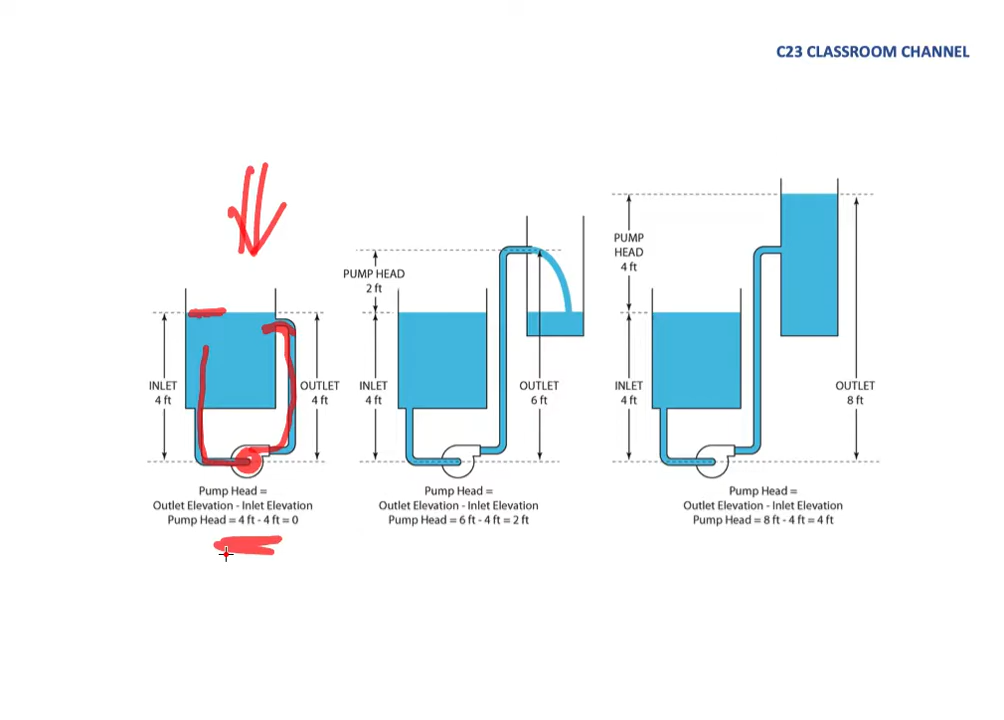 C23 CLASSROOM CHANNEL
INLET
4 ft
OUTLET
4 ft
Pump Head =
Outlet Elevation - Inlet Elevation
Pump Head = 4 ft - 4 ft = 0
PUMP HEAD
2 ft
INLET
4 ft
OUTLET
6 ft
Pump Head =
Outlet Elevation - Inlet Elevation
Pump Head = 6 ft - 4 ft = 2 ft
PUMP
HEAD
4 ft
INLET
4 ft
OUTLET
8 ft
Pump Head =
Outlet Elevation - Inlet Elevation
Pump Head = 8 ft - 4 ft = 4 ft